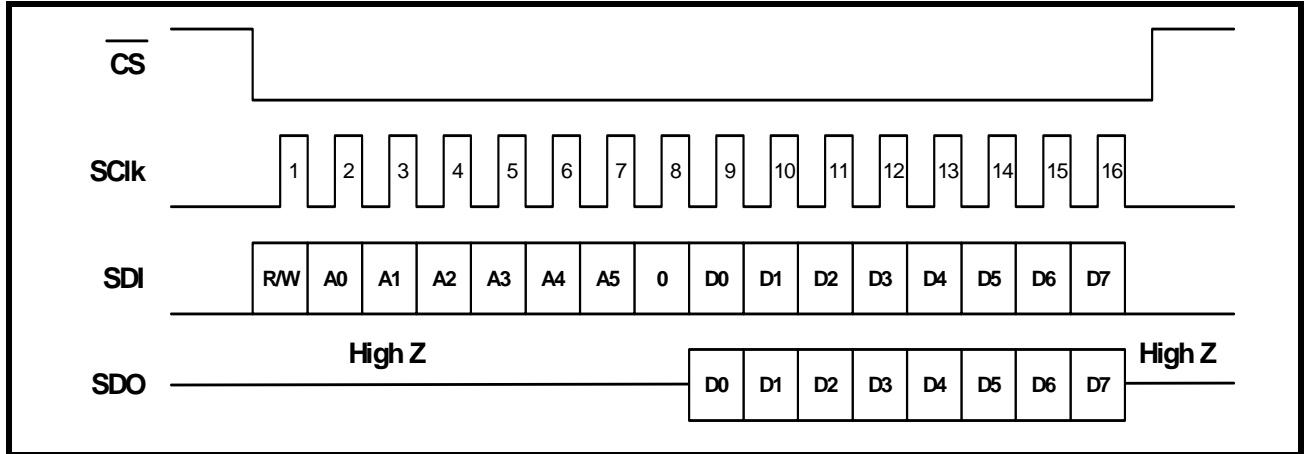 CS
SClk
1 2 3 4 5 6 7 8 9 10 11 12 13 14 15 16
SDI
R/W A0 A1 A2 A3 A4 A5 0 D0 D1 D2 D3 D4 D5 D6 D7
High Z High Z
SDO
D0 D1 D2 D3 D4 D5 D6 D7